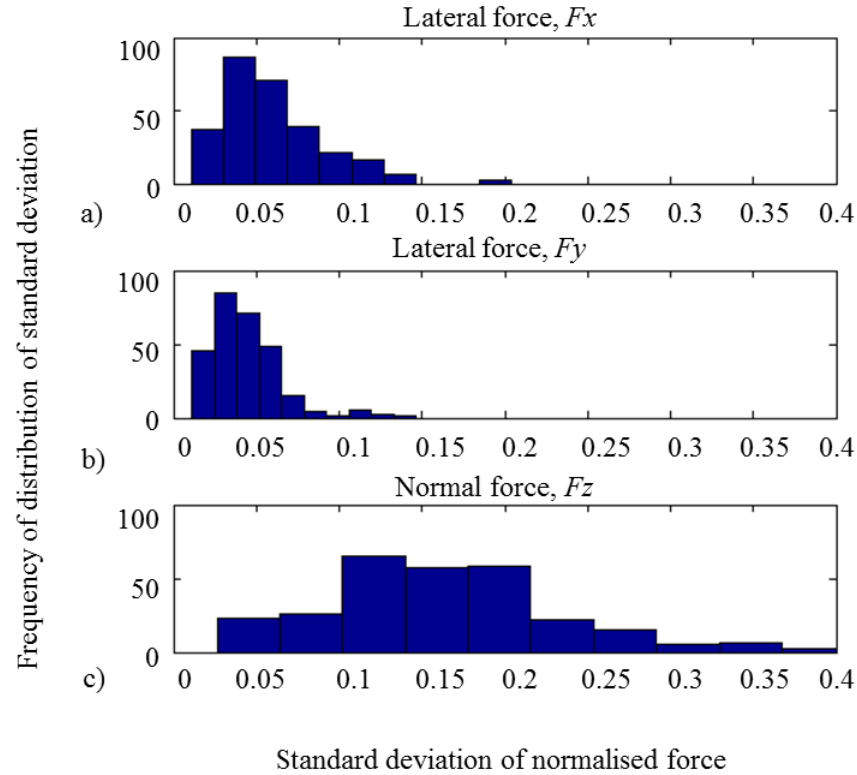 Lateral force, Fx
100
50
0
a)
0 0.05 0.1 0.15 0.2 0.25 0.3 0.35 0.4
Lateral force, Fy
100
50
0
b)
0 0.05 0.1 0.15 0.2 0.25 0.3 0.35 0.4
Normal force, Fz
100
50
0
c)
0 0.05 0.1 0.15 0.2 0.25 0.3 0.35 0.4
Frequency of distribution of standard deviation
Standard deviation of normalised force